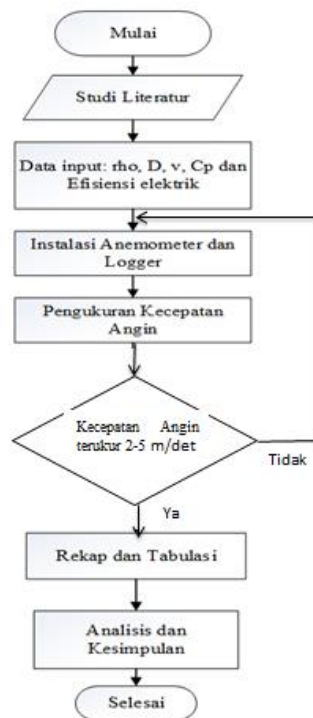 Mulai
Studi Literatur
Data input: rho, D, v, Cp dan
Efisiensi elektrik
Instalasi Anemometer dan
Logger
Pengukuran Kecepatan
Angin
Kecepatan Angin
terukur 2-5 m/det
Tidak
Ya
Rekap dan Tabulasi
Analisis dan
Kesimpulan
Selesai